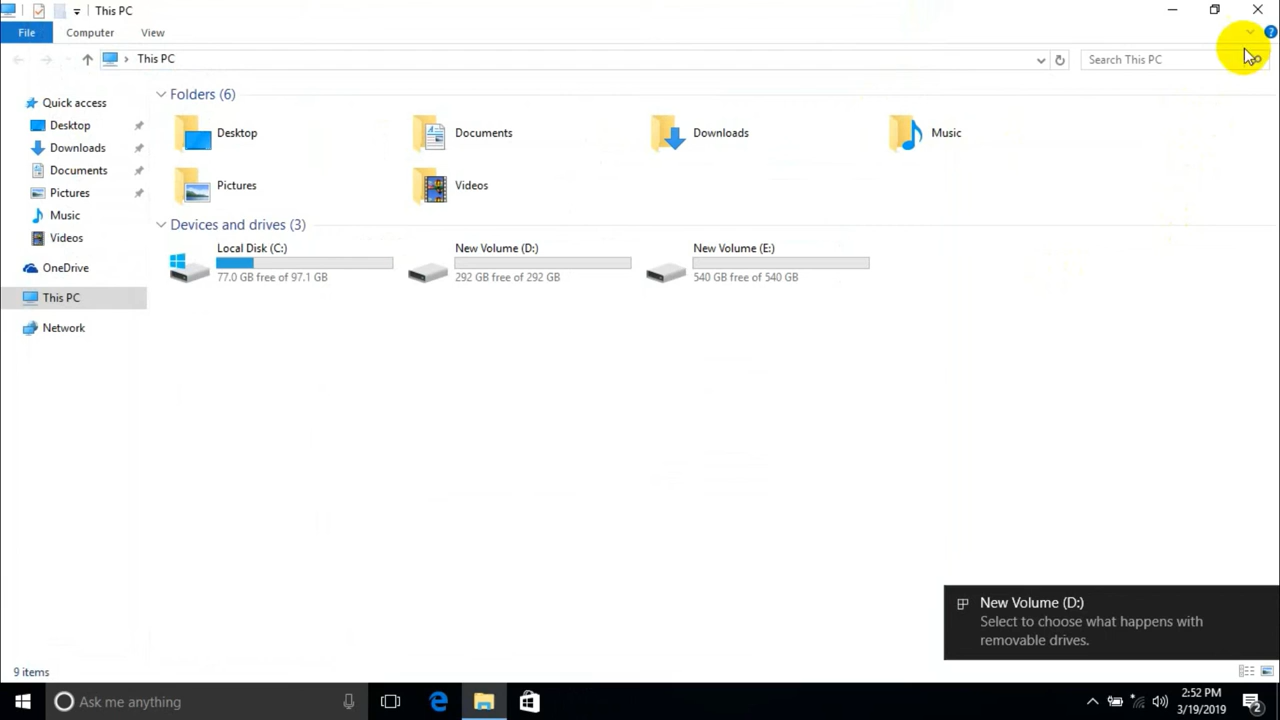 This PC
File Computer View
This PC
Search This PC
Quick access
Desktop
Downloads
Documents
Pictures
Music
Videos
OneDrive
This PC
Network
Folders (6)
Desktop Documents Downloads Music
Pictures Videos
Devices and drives (3)
Local Disk (C:)
77.0 GB free of 97.1 GB
New Volume (D:)
292 GB free of 292 GB
New Volume (E:)
540 GB free of 540 GB
New Volume (D:)
Select to choose what happens with
removable drives.
9 items
Ask me anything
2:52 PM
3/19/2019
2